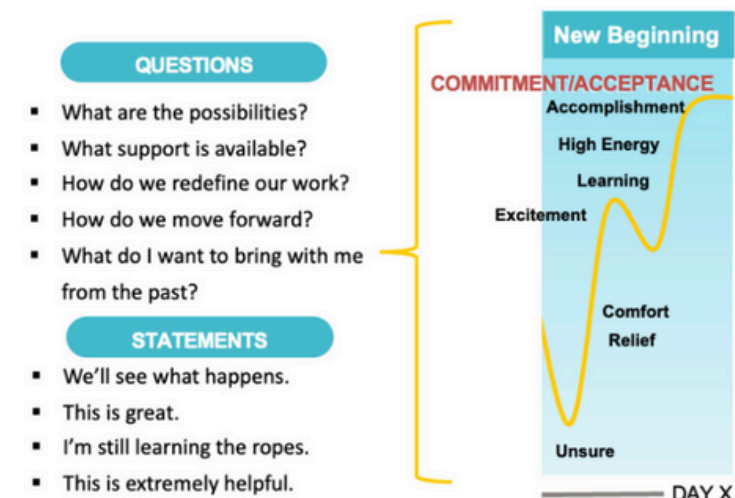 QUESTIONS
▪ What are the possibilities?
▪ What support is available?
▪ How do we redefine our work?
▪ How do we move forward?
▪ What do I want to bring with me
from the past?
STATEMENTS
▪ We'll see what happens.
▪ This is great.
▪ I'm still learning the ropes.
▪ This is extremely helpful.
New Beginning
COMMITMENT/ACCEPTANCE
Accomplishment
High Energy
Learning
Excitement
Comfort
Relief
Unsure
DAY X